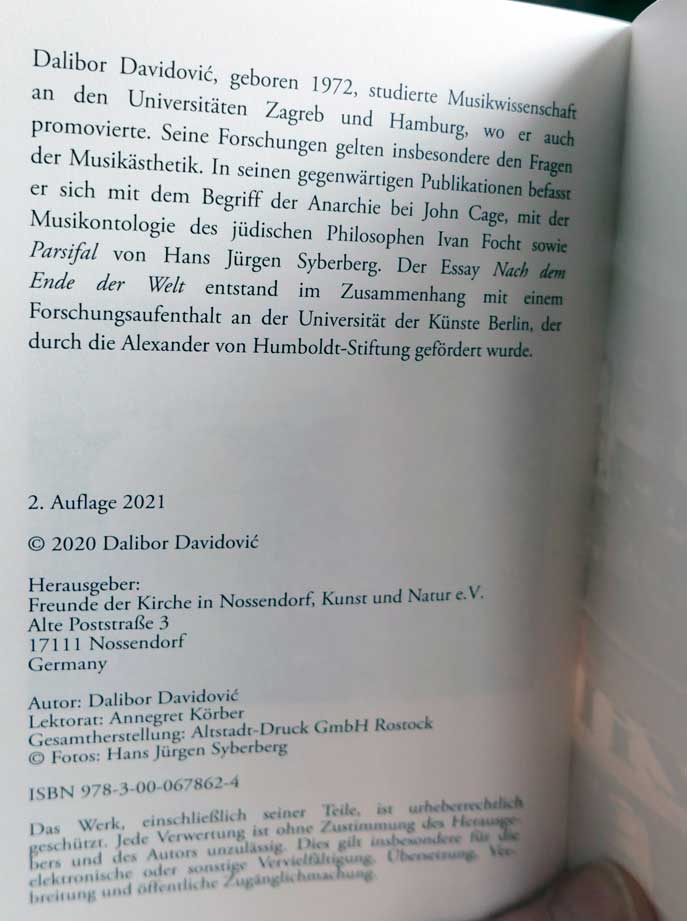 Dalibor Davidović, geboren 1972, studierte Musikwissenschaft
an den Universitäten Zagreb und Hamburg, wo er auch
promovierte. Seine Forschungen gelten insbesondere den Fragen
der Musikästhetik. In seinen gegenwärtigen Publikationen befasst
er sich mit dem Begriff der Anarchie bei John Cage, mit der
Musikontologie des jüdischen Philosophen Ivan Focht sowie
Parsifal von Hans Jürgen Syberberg. Der Essay Nach dem
Ende der Welt entstand im Zusammenhang mit einem
Forschungsaufenthalt an der Universität der Künste Berlin, der
durch die Alexander von Humboldt-Stiftung gefördert wurde.
2. Auflage 2021
© 2020 Dalibor Davidović
Herausgeber:
Freunde der Kirche in Nossendorf, Kunst und Natur e.V.
Alte Poststraße 3
17111 Nossendorf
Germany
Autor: Dalibor Davidović
Lektorat: Annegret Körber
Gesamtherstellung: Altstadt-Druck GmbH Rostock
© Fotos: Hans Jürgen Syberberg
ISBN 978-3-00-067862-4
Das Werk, einschließlich seiner Teile, ist urheberrechtlich
geschützt. Jede Verwertung ist ohne Zustimmung des Herausge-
bers und des Autors unzulässig. Dies gilt insbesondere für die
elektronische oder sonstige Vervielfältigung, Übersetzung, Ver-
breitung und öffentliche Zugänglichmachung.